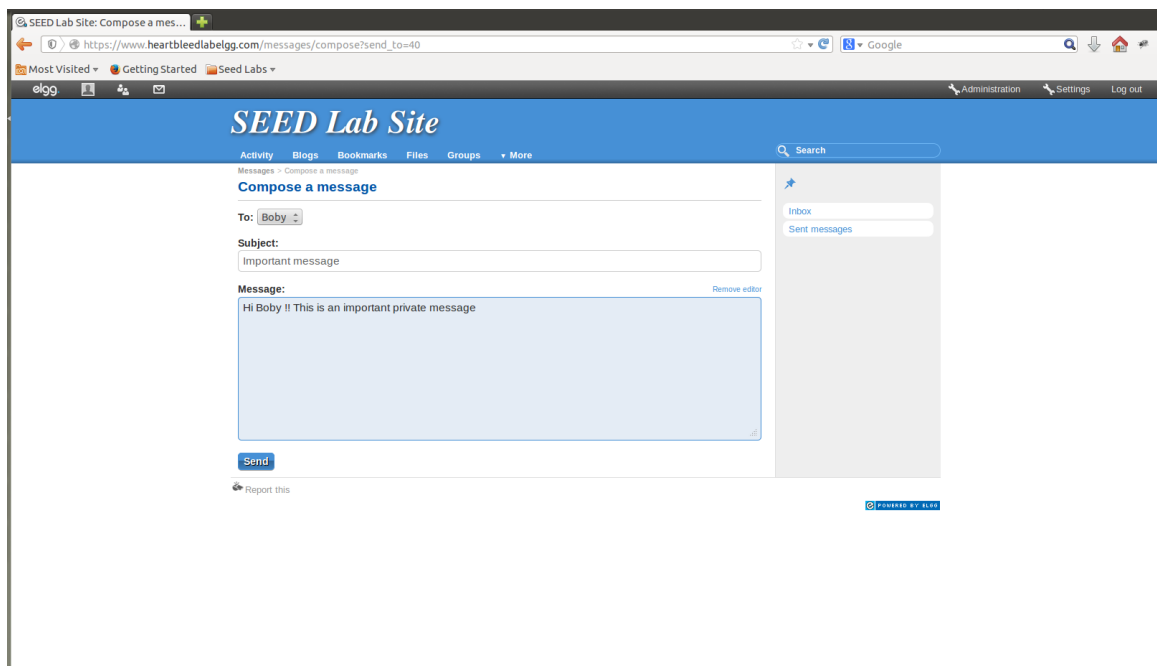 SEED Lab Site: Compose a mes...
https://www.heartbleedlabelgg.com/messages/compose?send_to=40
Google
Most Visited Getting Started Seed Labs
elgg. Administration Settings Log out
SEED Lab Site
Activity Blogs Bookmarks Files Groups More
Search
Messages > Compose a message
Compose a message
To: Boby
Subject:
Important message
Message: Remove editor
Hi Boby !! This is an important private message
Send
Report this
Inbox
Sent messages
POWERED BY ELGG